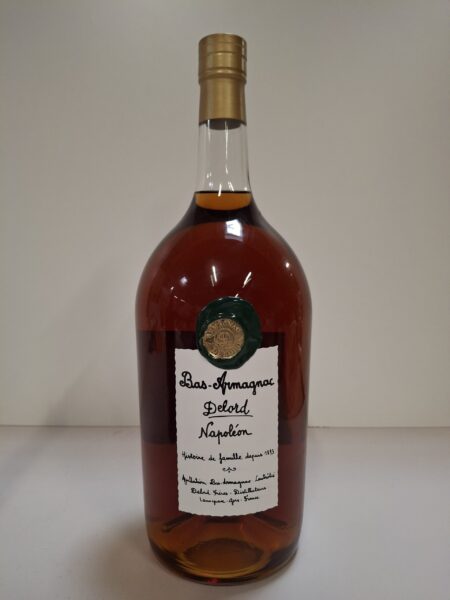 ARMAGNAC
Bas-Armagnac
Delord
Napoléon
Histoire de famille depuis 1893
Appellation Bas-Armagnac Contrôlée
Delord Frères - Distillateurs
Lannepax - Gers - France